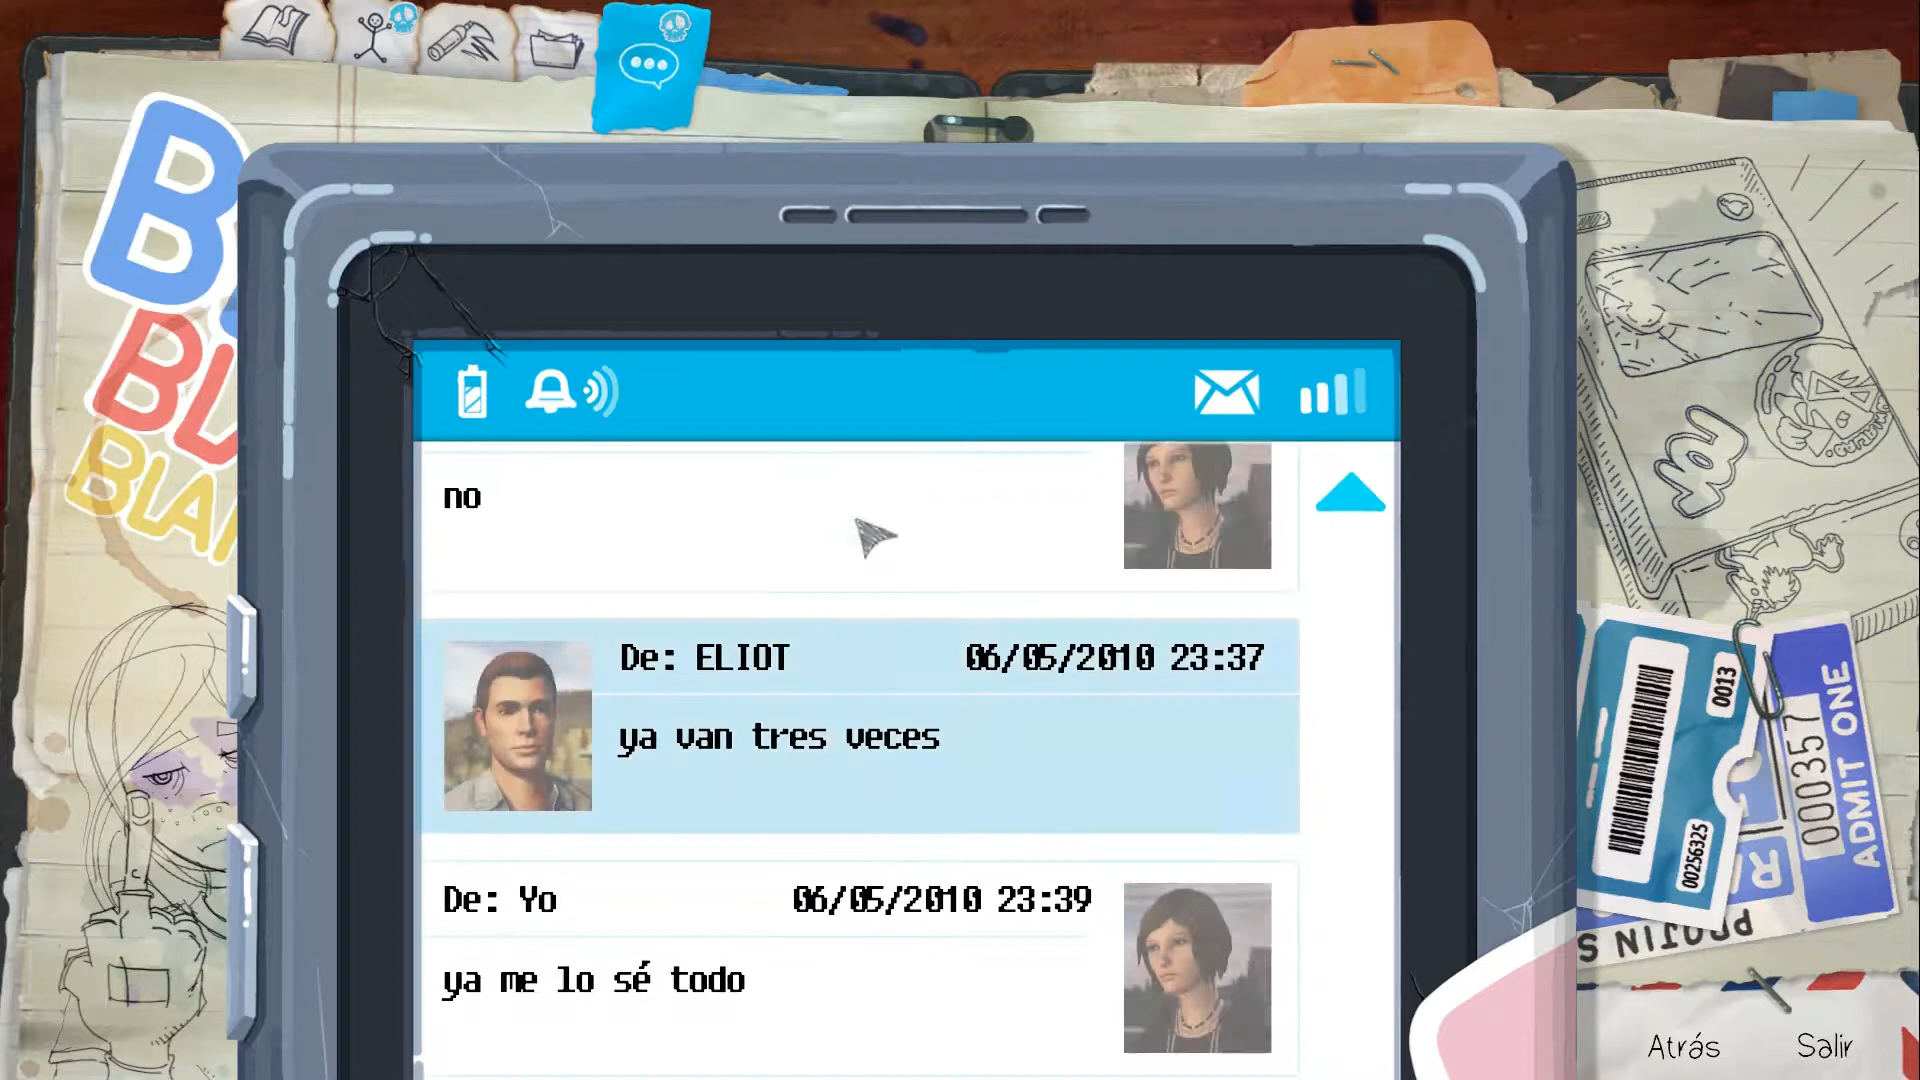 no
De: ELIOT 06/05/2010 23:37
ya van tres veces
De: Yo 06/05/2010 23:39
ya me lo sé todo
0013
00256325
000357
ADMIT ONE
Atrás Salir